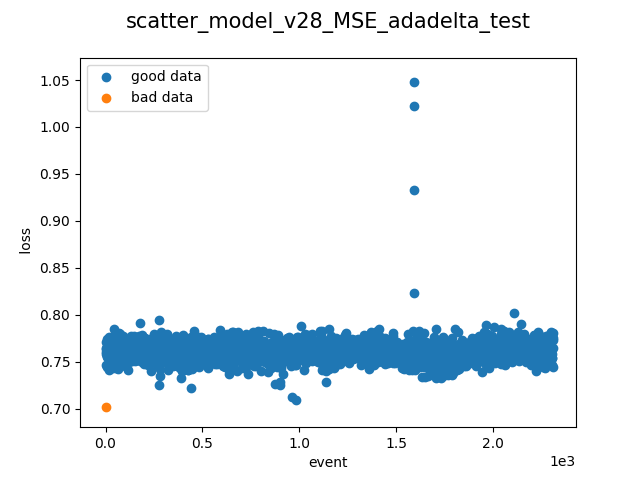 scatter_model_v28_MSE_adadelta_test
good data
bad data
1.05
1.00
0.95
0.90
0.85
0.80
0.75
0.70
loss
0.0
0.5
1.0
1.5
2.0
1e3
event